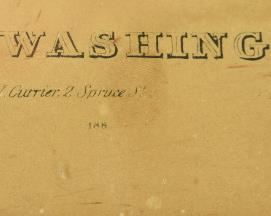 WASHING
N. Currier, 2 Spruce St
188